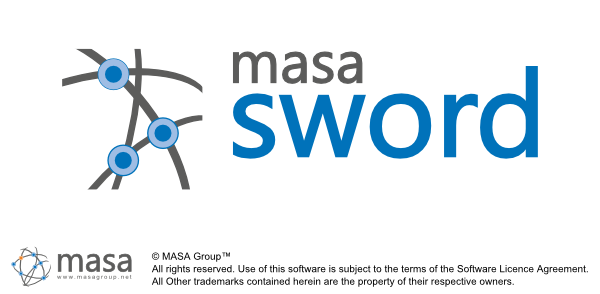 masa
sword
masa
www.masagroup.net
© MASA Group™
All rights reserved. Use of this software is subject to the terms of the Software Licence Agreement.
All Other trademarks contained herein are the property of their respective owners.